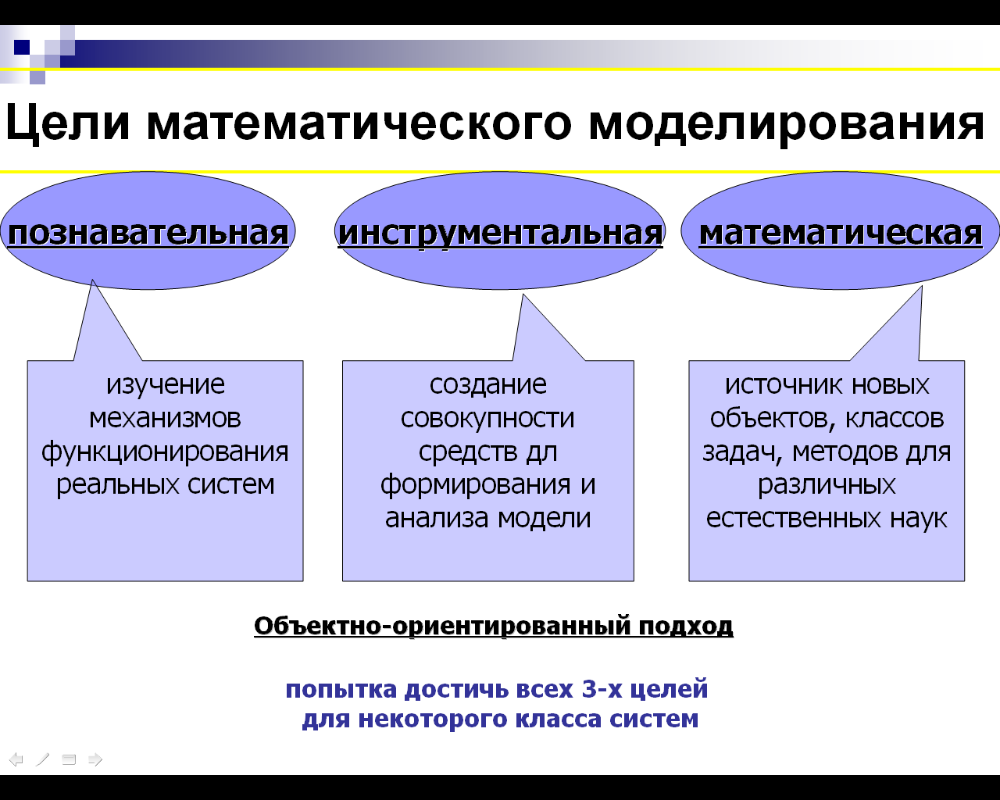 Цели математического моделирования
познавательная
инструментальная
математическая
изучение
механизмов
функционирования
реальных систем
создание
совокупности
средств дл
формирования и
анализа модели
источник новых
объектов, классов
задач, методов для
различных
естественных наук
Объектно-ориентированный подход
попытка достичь всех 3-х целей
для некоторого класса систем